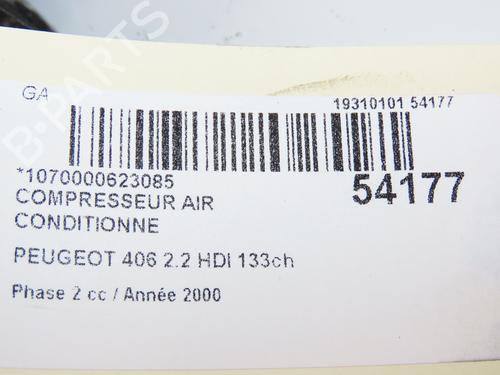 GA
19310101 54177
*1070000623085
54177
COMPRESSEUR AIR
CONDITIONNE
PEUGEOT 406 2.2 HDI 133ch
Phase 2 cc / Année 2000
B-PARTS